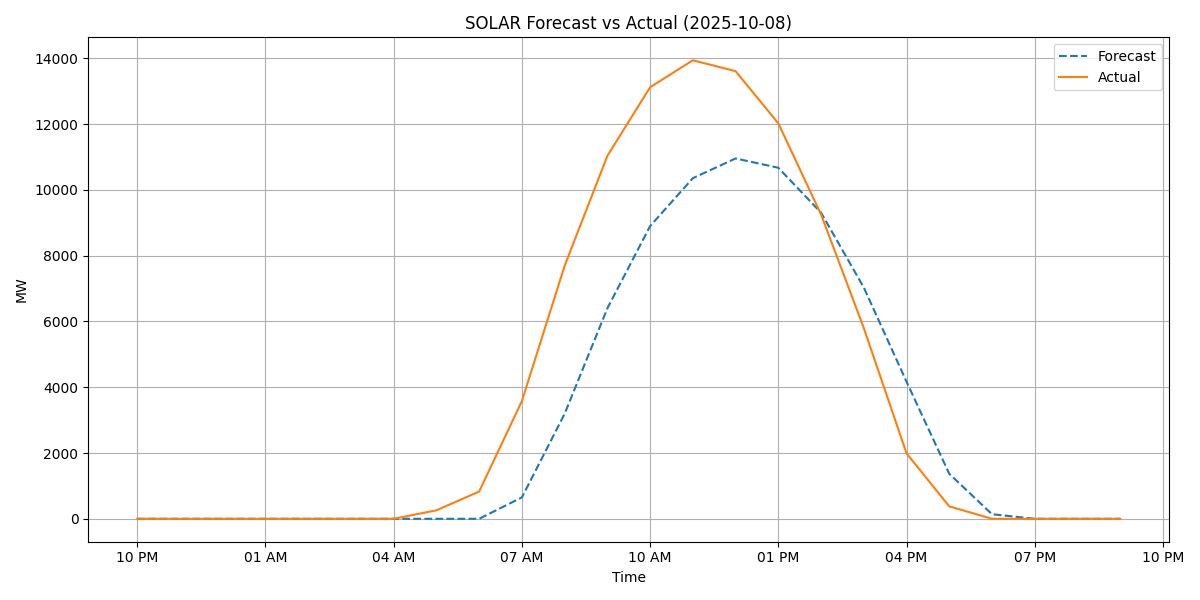 SOLAR Forecast vs Actual (2025-10-08)
Forecast
Actual
14000
12000
10000
8000
6000
4000
2000
0
MW
10 PM 01 AM 04 AM 07 AM 10 AM 01 PM 04 PM 07 PM 10 PM
Time